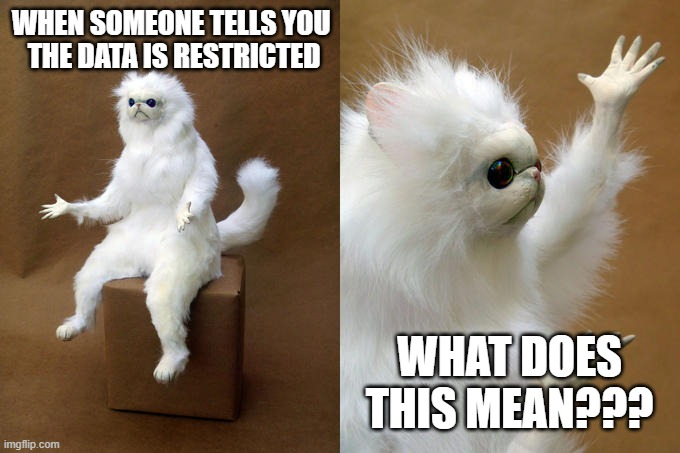 WHEN SOMEONE TELLS YOU
THE DATA IS RESTRICTED
WHAT DOES
THIS MEAN???
imgflip.com